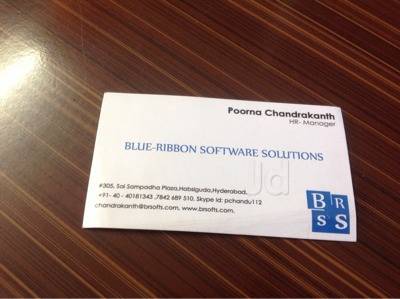 Poorna Chandrakanth
HR- Manager
BLUE-RIBBON SOFTWARE SOLUTIONS
Jd
#305, Sai Sampadha Plaza,Habsiguda,Hyderabad,
+91- 40 - 40181343 ,7842 689 510, Skype id: pchandu112
chandrakanth@brsofts.com, www.brsofts.com,
B R
S S